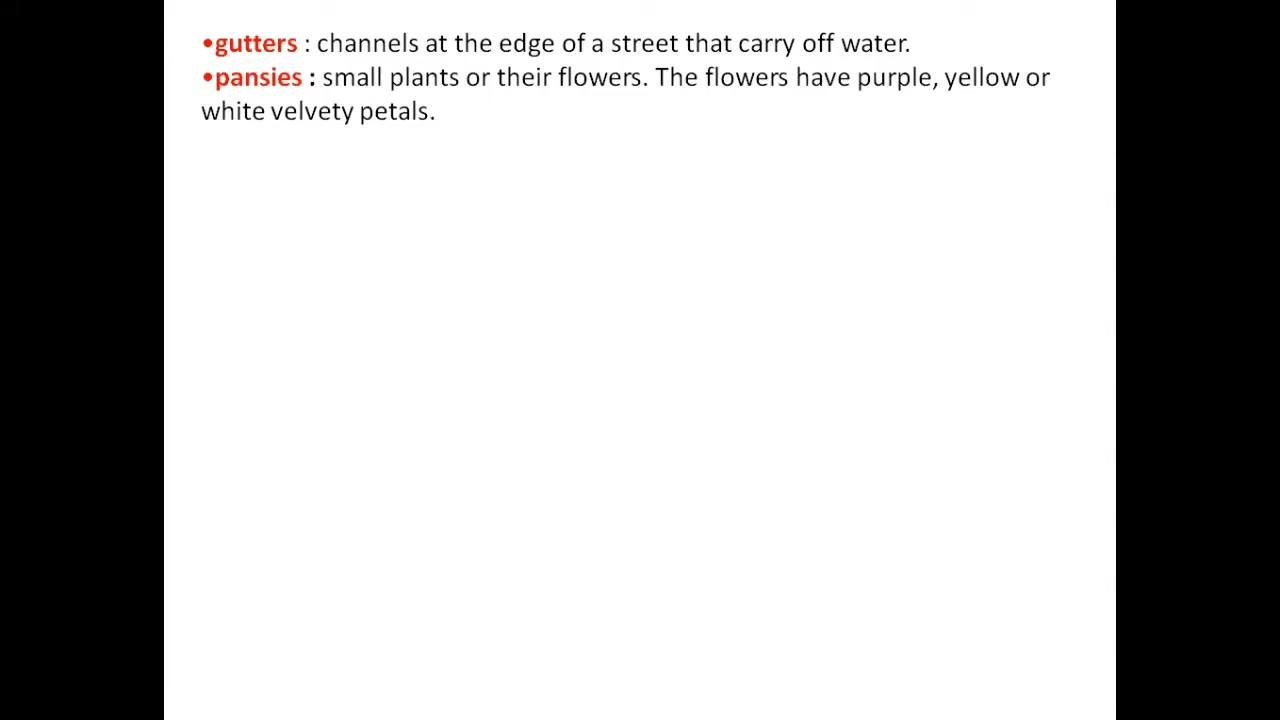 •gutters : channels at the edge of a street that carry off water.
•pansies : small plants or their flowers. The flowers have purple, yellow or
white velvety petals.